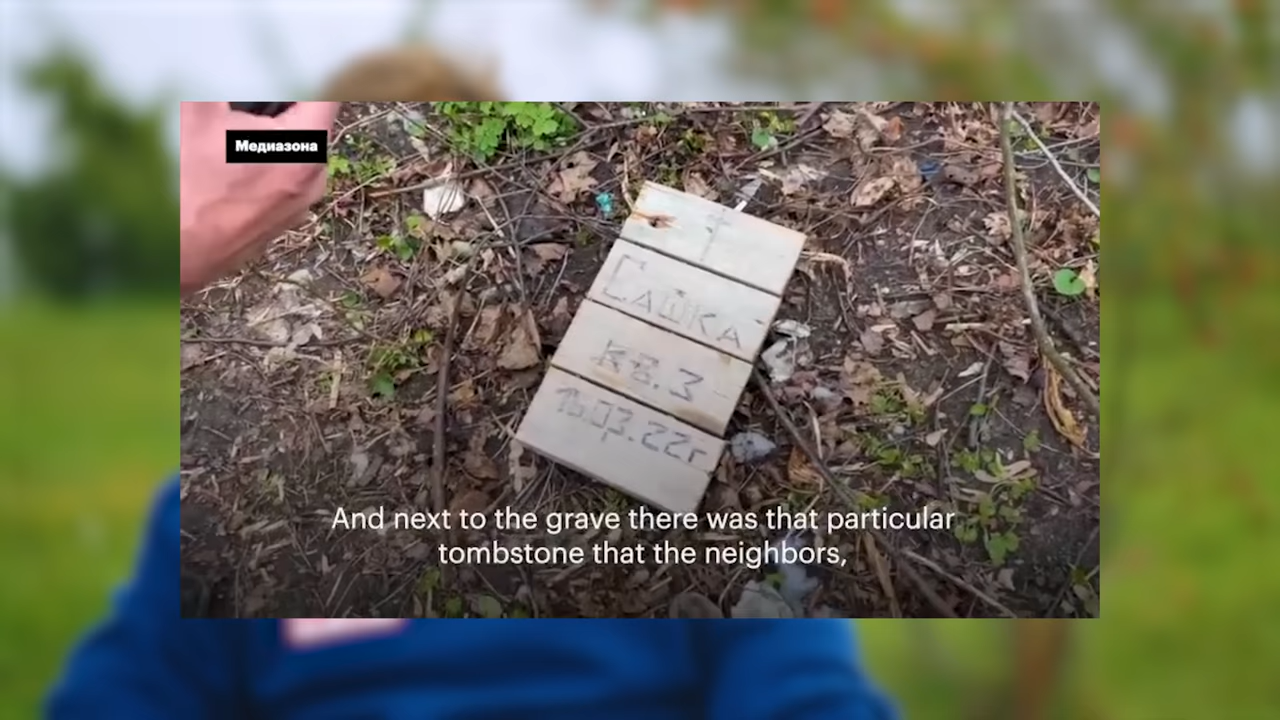 Медиазона
Сашка
кв. 3
16.03.22г
And next to the grave there was that particular
tombstone that the neighbors,